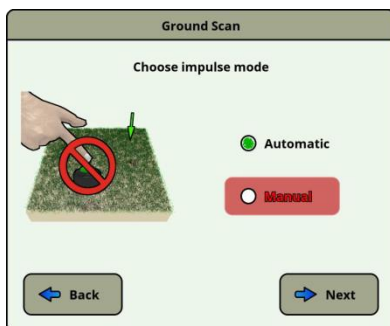 Ground Scan
Choose impulse mode
Automatic
Manual
Back
Next